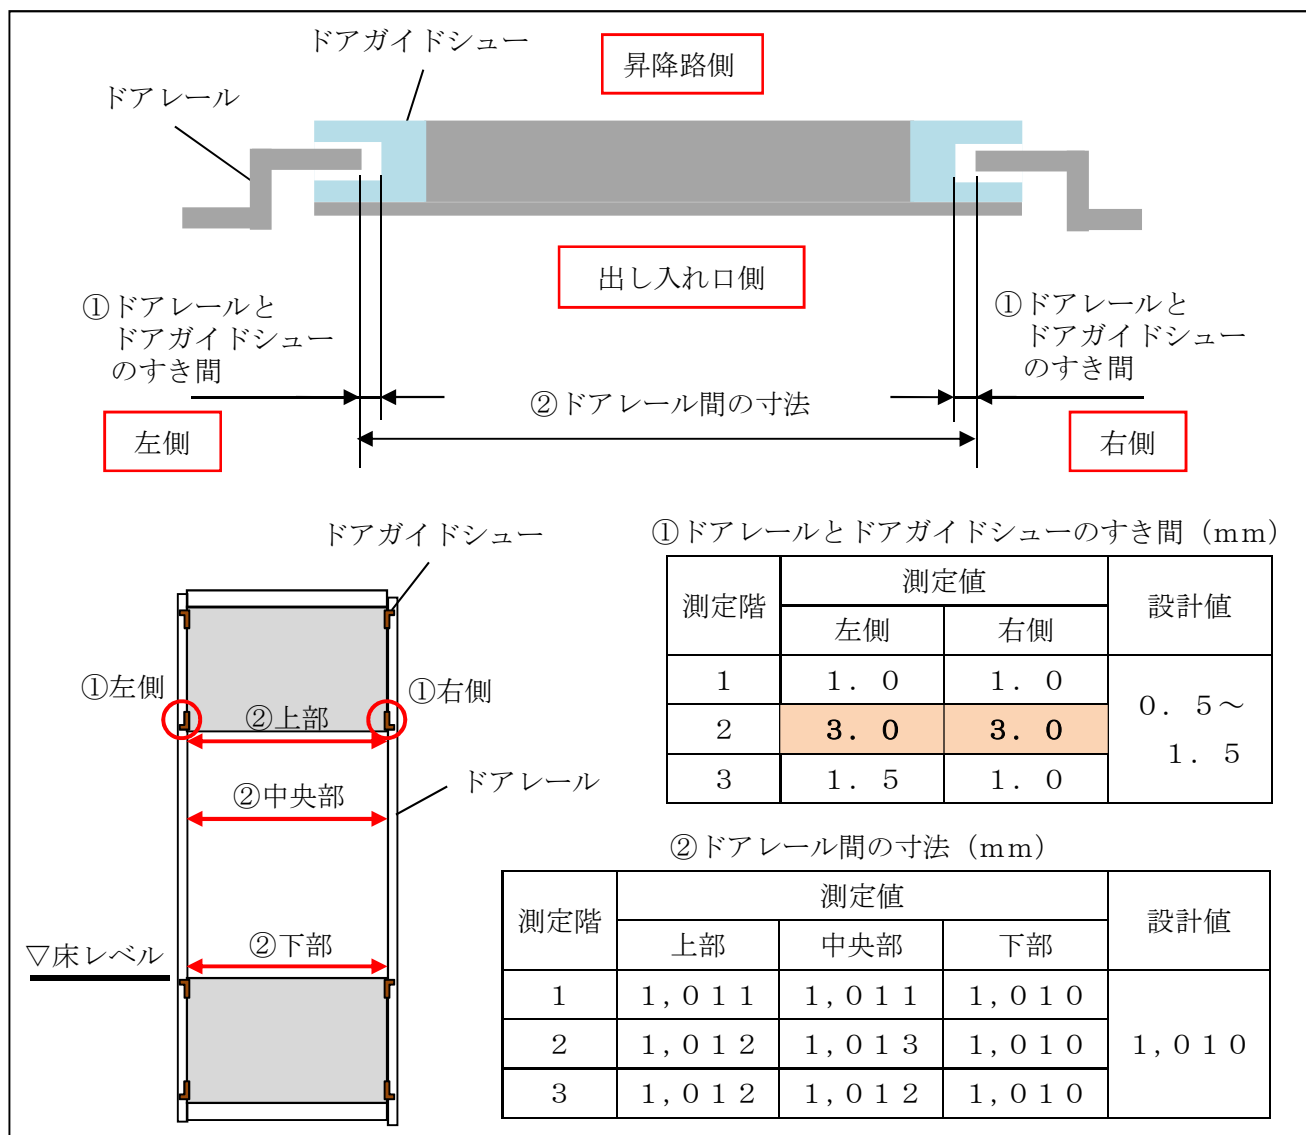 ドアガイドシュー
昇降路側
ドアレール
出し入れ口側
①ドアレールと
ドアガイドシュー
のすき間
①ドアレールと
ドアガイドシュー
のすき間
②ドアレール間の寸法
左側
右側
ドアガイドシュー
①左側
①右側
②上部
②中央部
ドアレール
②下部
▽床レベル
①ドアレールとドアガイドシューのすき間（mm）
測定階 測定値 設計値
左側 右側
1 1．0 1．0 0．5～1．5
2 3．0 3．0
3 1．5 1．0
②ドアレール間の寸法（mm）
測定階 測定値 設計値
上部 中央部 下部
1 1,011 1,011 1,010 1,010
2 1,012 1,013 1,010
3 1,012 1,012 1,010